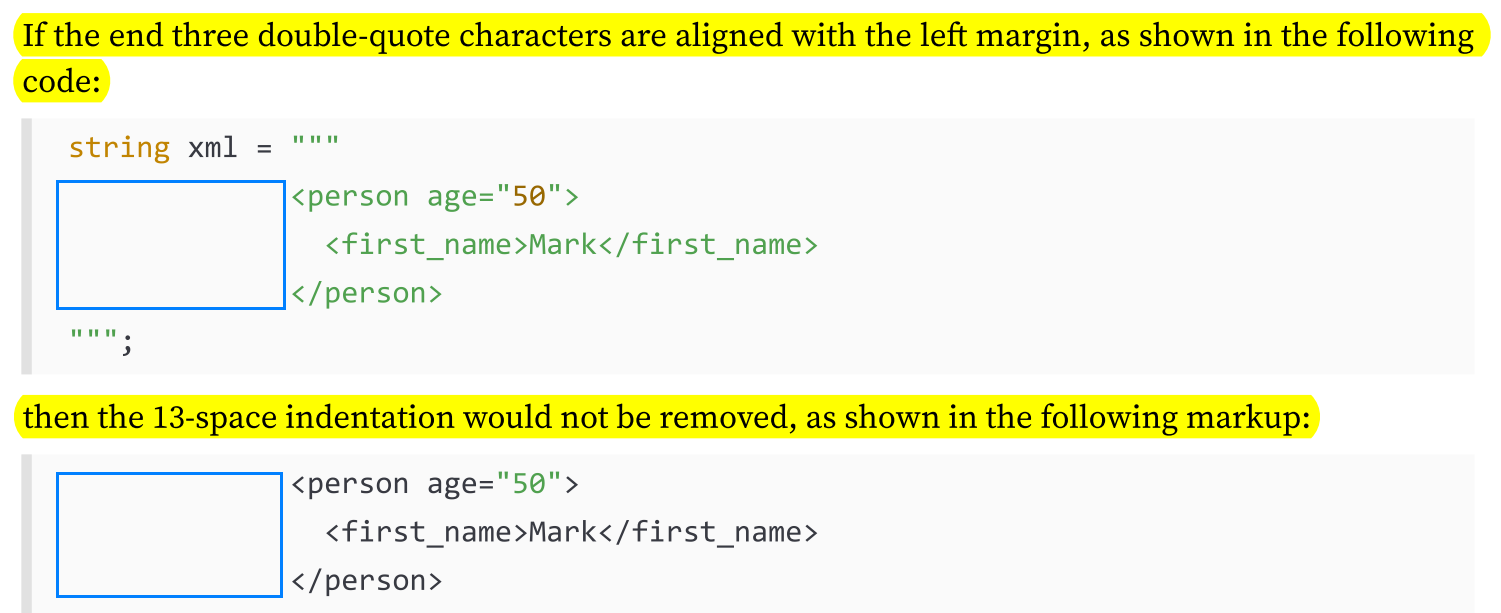 If the end three double-quote characters are aligned with the left margin, as shown in the following
code:
string xml = """
             <person age="50">
               <first_name>Mark</first_name>
             </person>
""";
then the 13-space indentation would not be removed, as shown in the following markup:
             <person age="50">
               <first_name>Mark</first_name>
             </person>